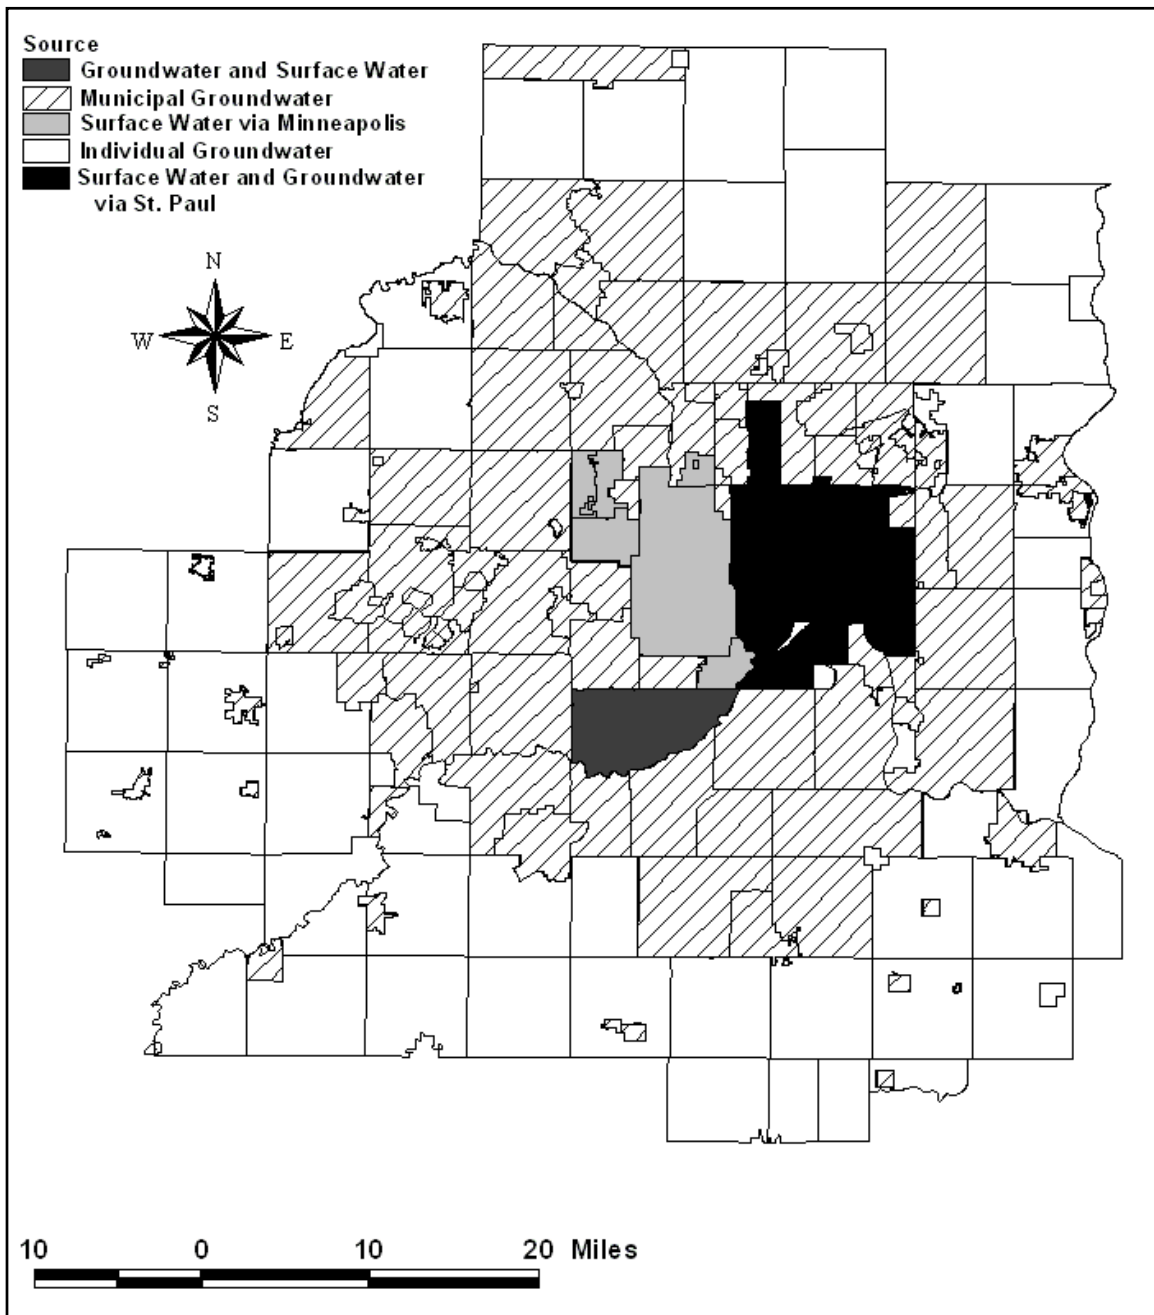 Source
Groundwater and Surface Water
Municipal Groundwater
Surface Water via Minneapolis
Individual Groundwater
Surface Water and Groundwater
via St. Paul
N
W E
S
10 0 10 20 Miles